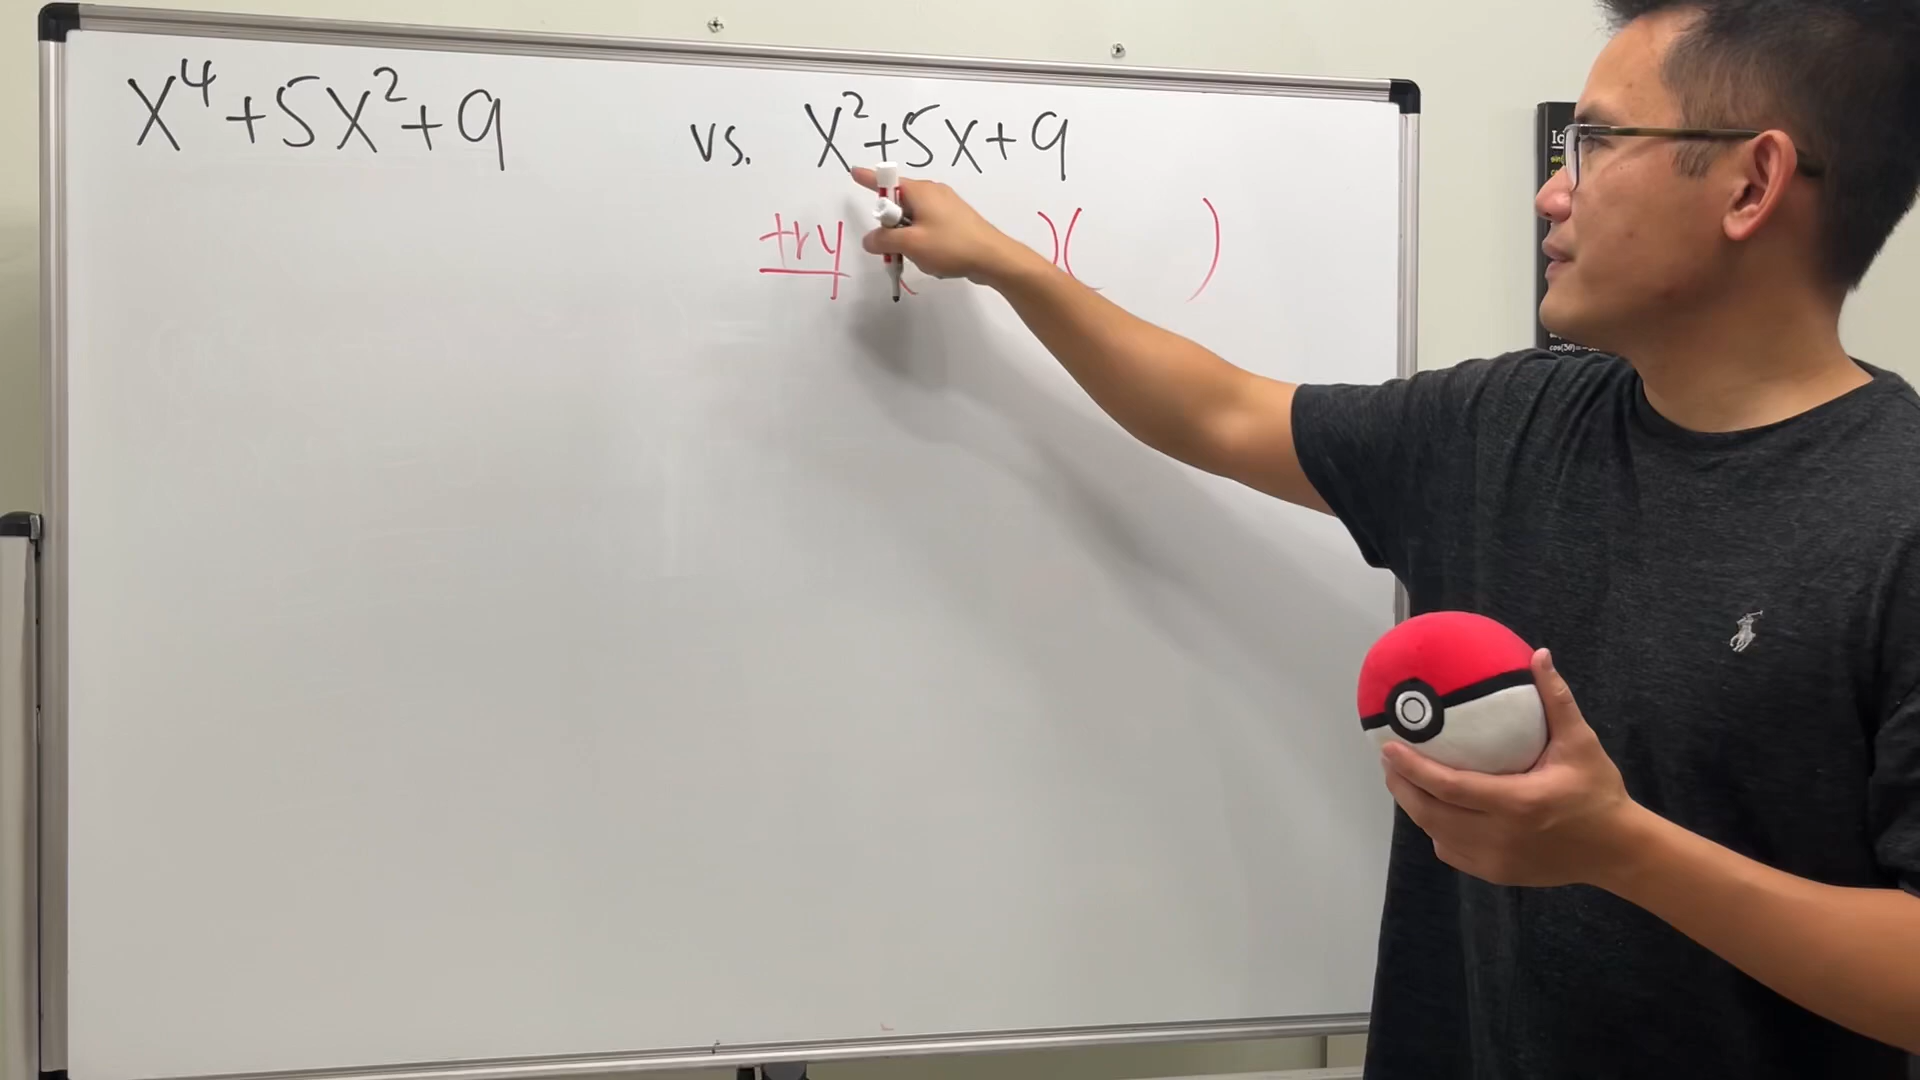 x⁴+5x²+9 vs. x²+5x+9
try ( )( )